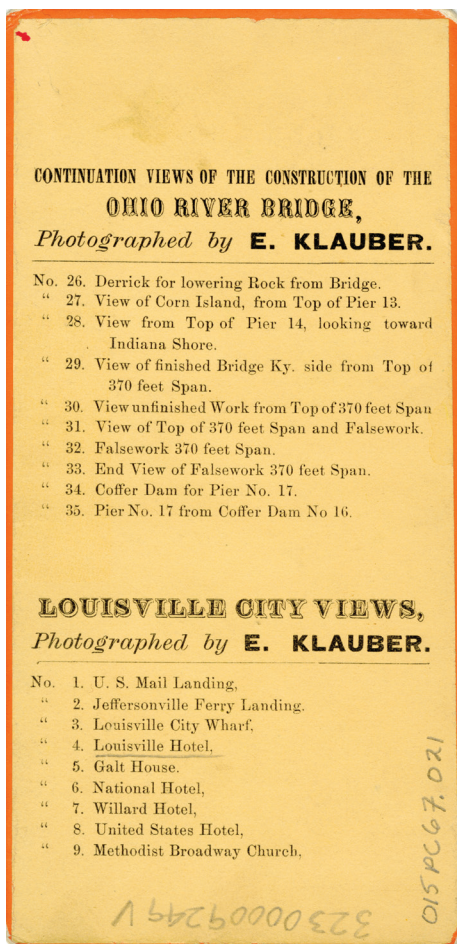 CONTINUATION VIEWS OF THE CONSTRUCTION OF THE
OHIO RIVER BRIDGE,
Photographed by E. KLAUBER.
No. 26. Derrick for lowering Rock from Bridge.
“ 27. View of Corn Island, from Top of Pier 13.
“ 28. View from Top of Pier 14, looking toward
Indiana Shore.
“ 29. View of finished Bridge Ky. side from Top of
370 feet Span.
“ 30. View unfinished Work from Top of 370 feet Span
“ 31. View of Top of 370 feet Span and Falsework.
“ 32. Falsework 370 feet Span.
“ 33. End View of Falsework 370 feet Span.
“ 34. Coffer Dam for Pier No. 17.
“ 35. Pier No. 17 from Coffer Dam No 16.
LOUISVILLE CITY VIEWS,
Photographed by E. KLAUBER.
No. 1. U. S. Mail Landing,
“ 2. Jeffersonville Ferry Landing.
“ 3. Louisville City Wharf,
“ 4. Louisville Hotel,
“ 5. Galt House.
“ 6. National Hotel,
“ 7. Willard Hotel,
“ 8. United States Hotel,
“ 9. Methodist Broadway Church,
015PC67.021